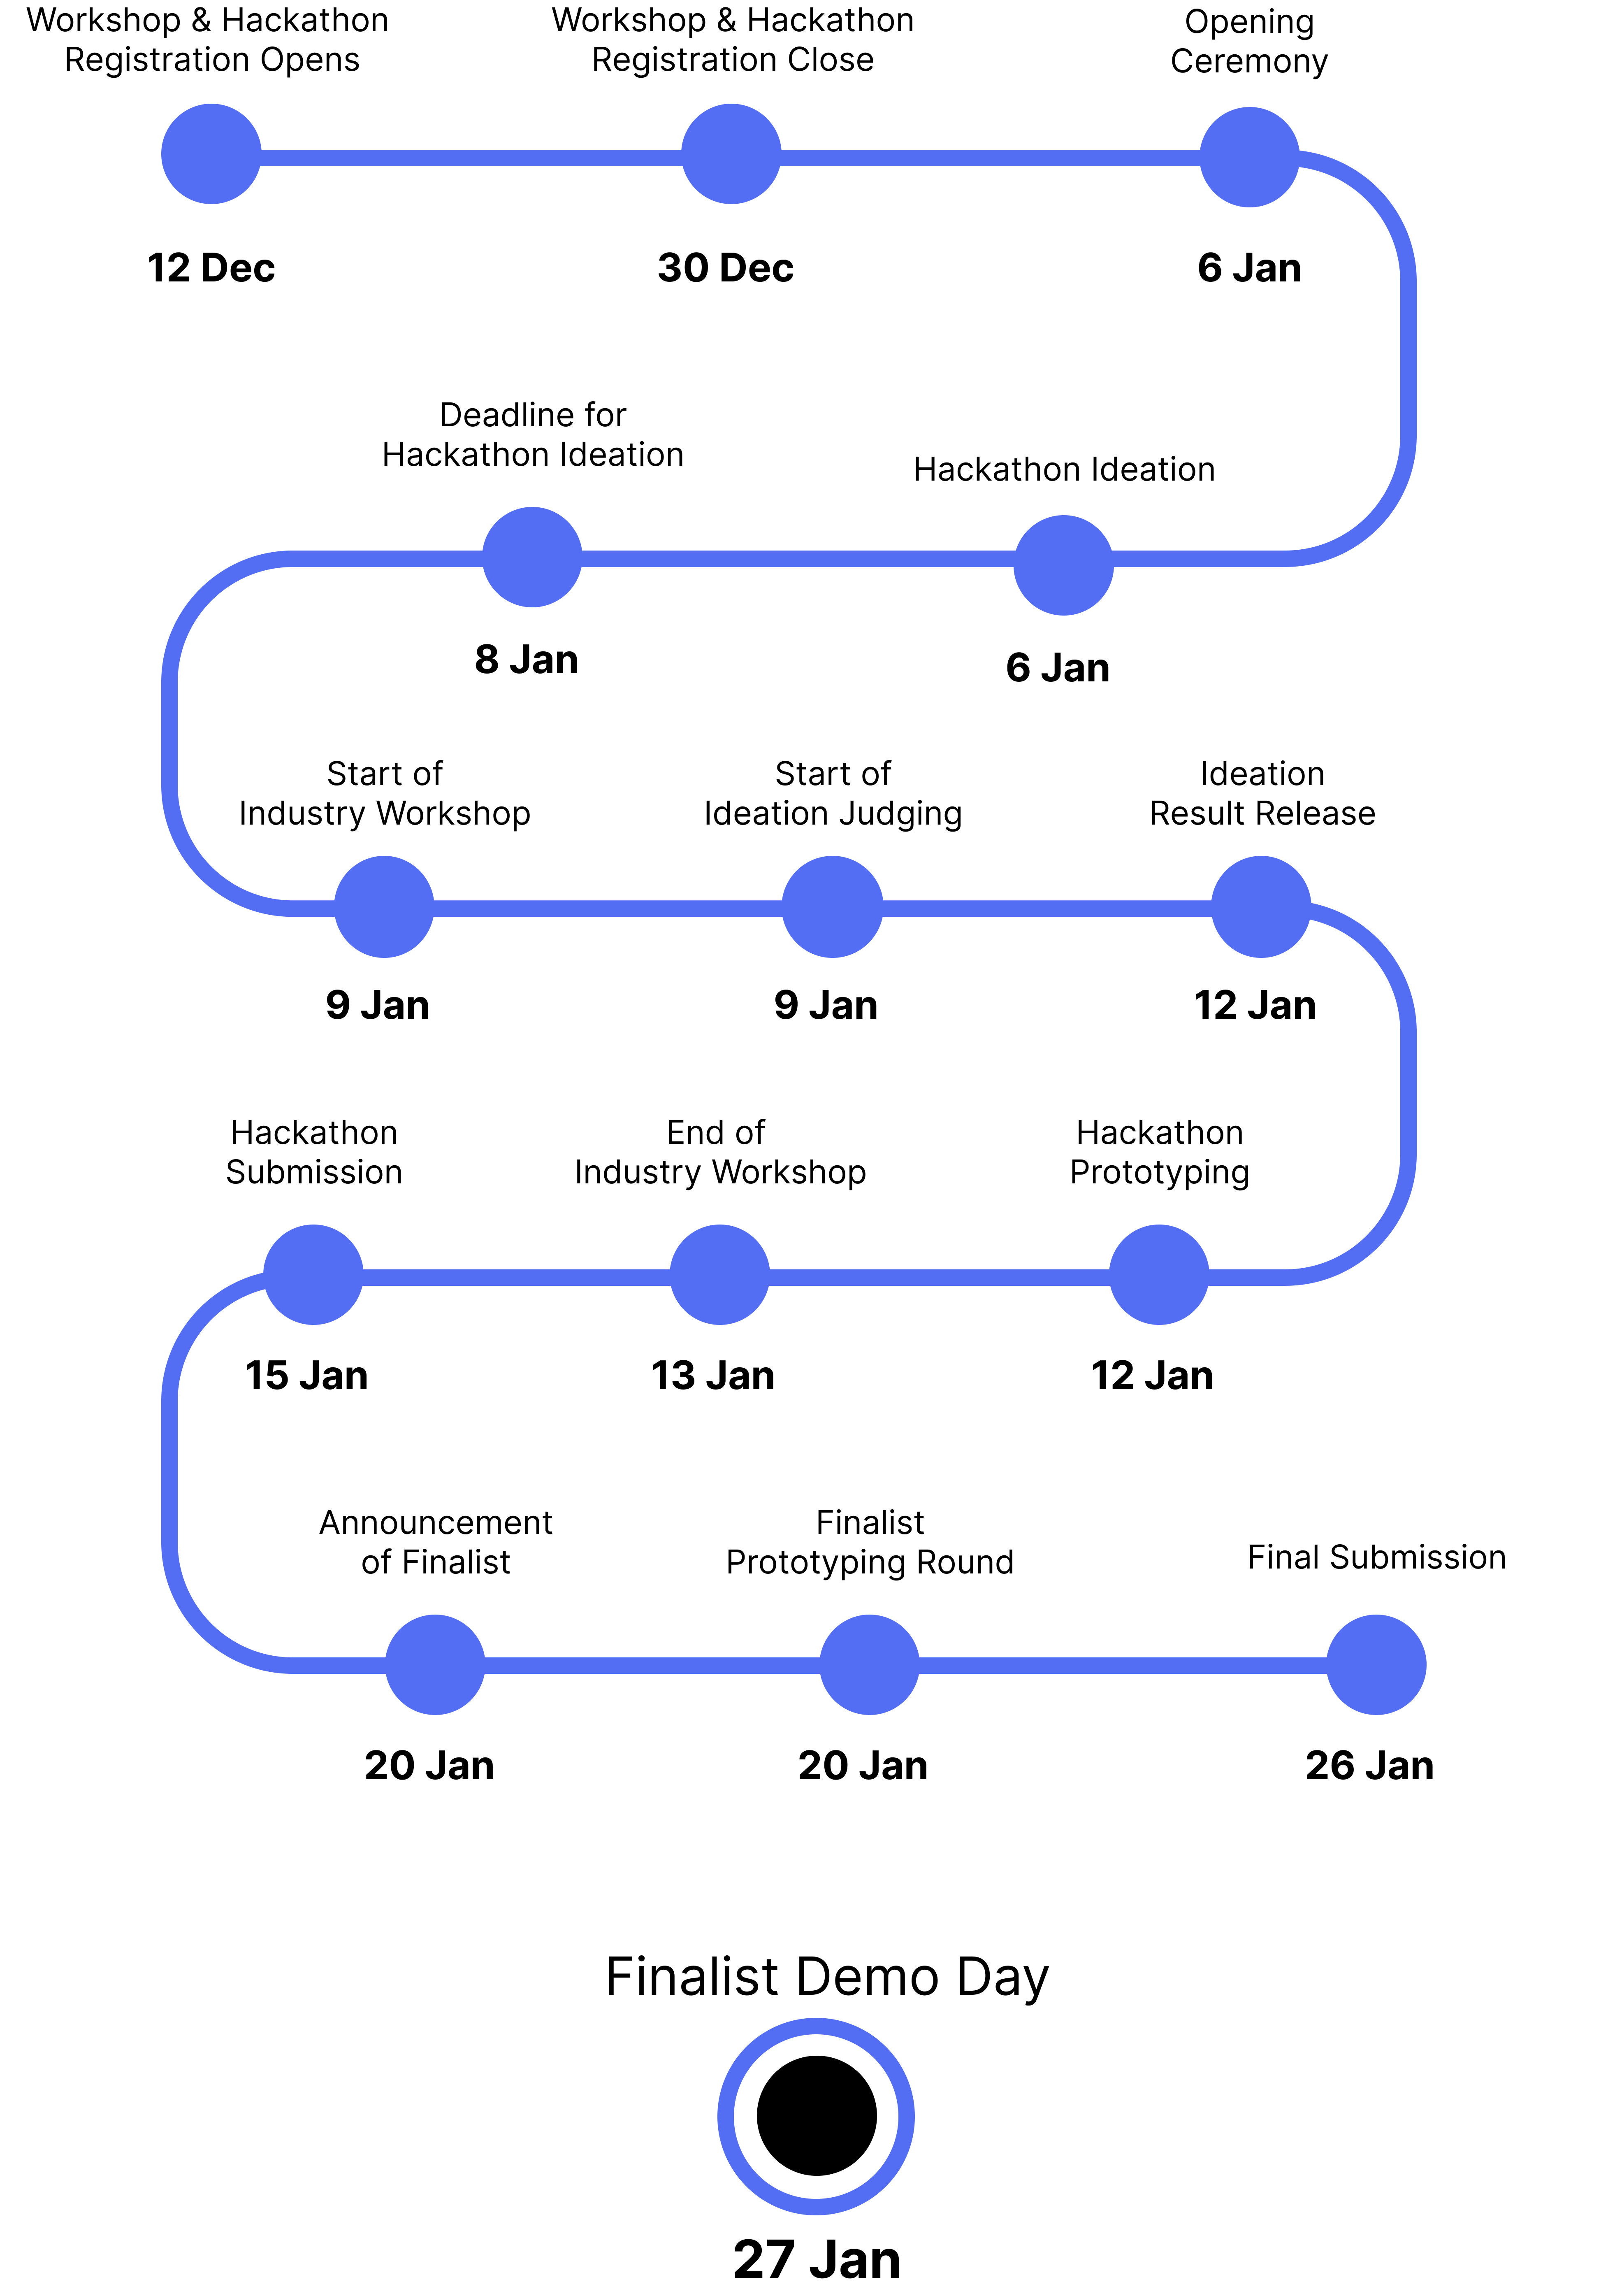 Workshop & Hackathon
Registration Opens
12 Dec
Workshop & Hackathon
Registration Close
30 Dec
Opening
Ceremony
6 Jan
Hackathon Ideation
6 Jan
Deadline for
Hackathon Ideation
8 Jan
Start of
Industry Workshop
9 Jan
Start of
Ideation Judging
9 Jan
Ideation
Result Release
12 Jan
Hackathon
Prototyping
12 Jan
End of
Industry Workshop
13 Jan
Hackathon
Submission
15 Jan
Announcement
of Finalist
20 Jan
Finalist
Prototyping Round
20 Jan
Final Submission
26 Jan
Finalist Demo Day
27 Jan